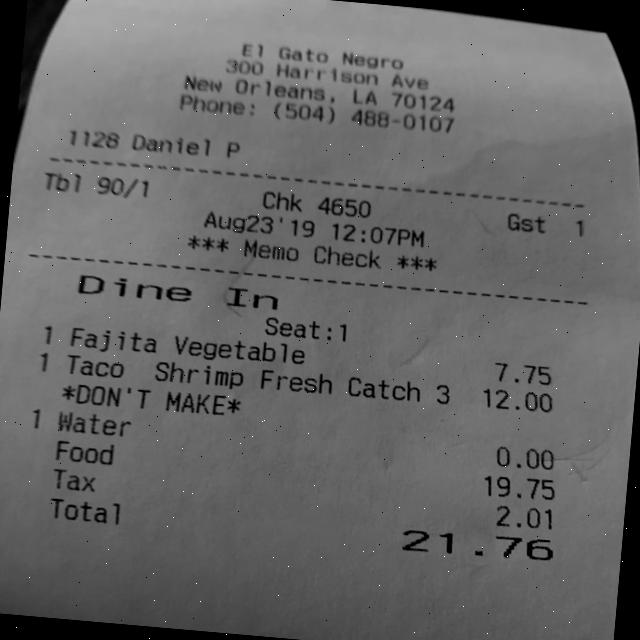 El Gato Negro
300 Harrison Ave
New Orleans, LA 70124
Phone: (504) 488-0107
1128 Daniel P
Tbl 90/1 Chk 4650 Gst 1
Aug23'19 12:07PM
*** Memo Check ***
Dine In
Seat:1
1 Fajita Vegetable 7.75
1 Taco Shrimp Fresh Catch 3 12.00
*DON'T MAKE*
1 Water 0.00
Food 19.75
Tax 2.01
Total 21.76